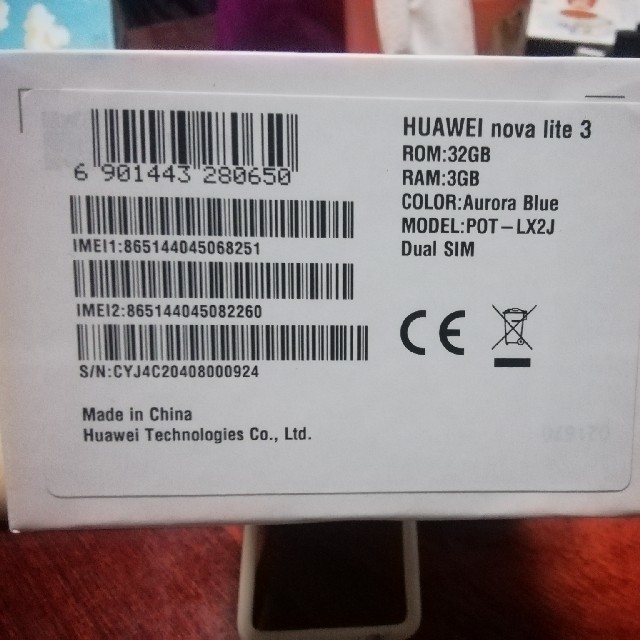 6 901443 280650
IMEI1:865144045068251
IMEI2:865144045082260
S/N:CYJ4C20408000924
Made in China
Huawei Technologies Co., Ltd.
HUAWEI nova lite 3
ROM:32GB
RAM:3GB
COLOR:Aurora Blue
MODEL:POT-LX2J
Dual SIM
CE